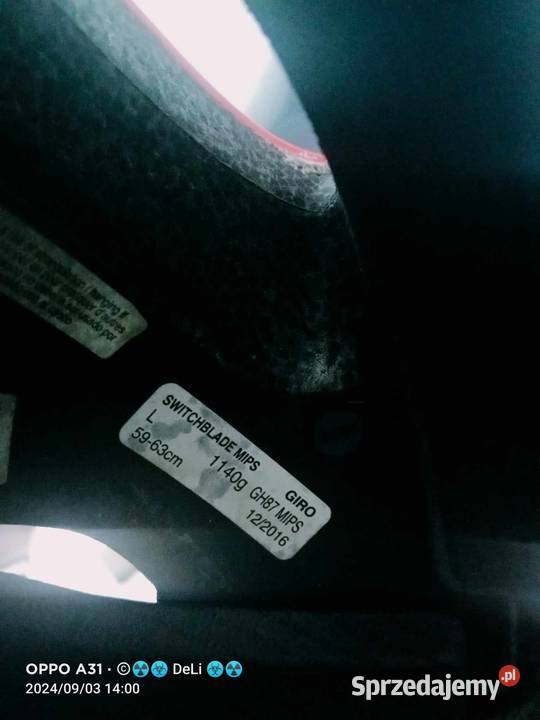 SWITCHBLADE MIPS
GIRO
L
1140g
GH87 MIPS
59-63cm
12/2016
OPPO A31 · ©☢☣ DeLi ☣☢
2024/09/03 14:00
Sprzedajemy.pl